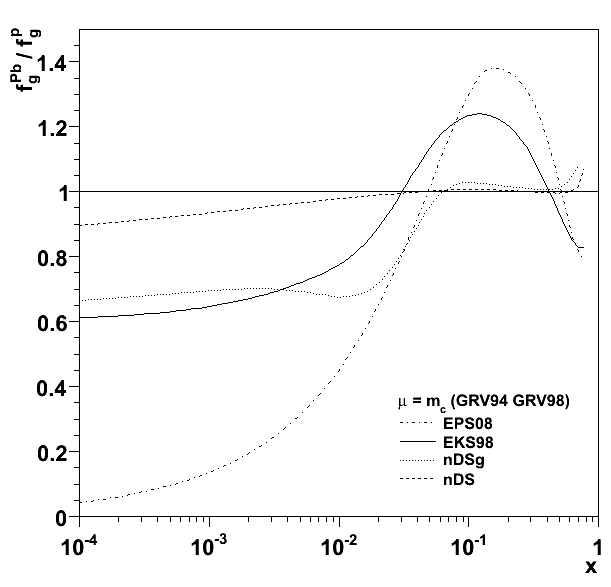 f_g^Pb / f_g^p
1.4
1.2
1
0.8
0.6
0.4
0.2
0
μ = m_c (GRV94 GRV98)
EPS08
EKS98
nDSg
nDS
10^-4 10^-3 10^-2 10^-1 1
x